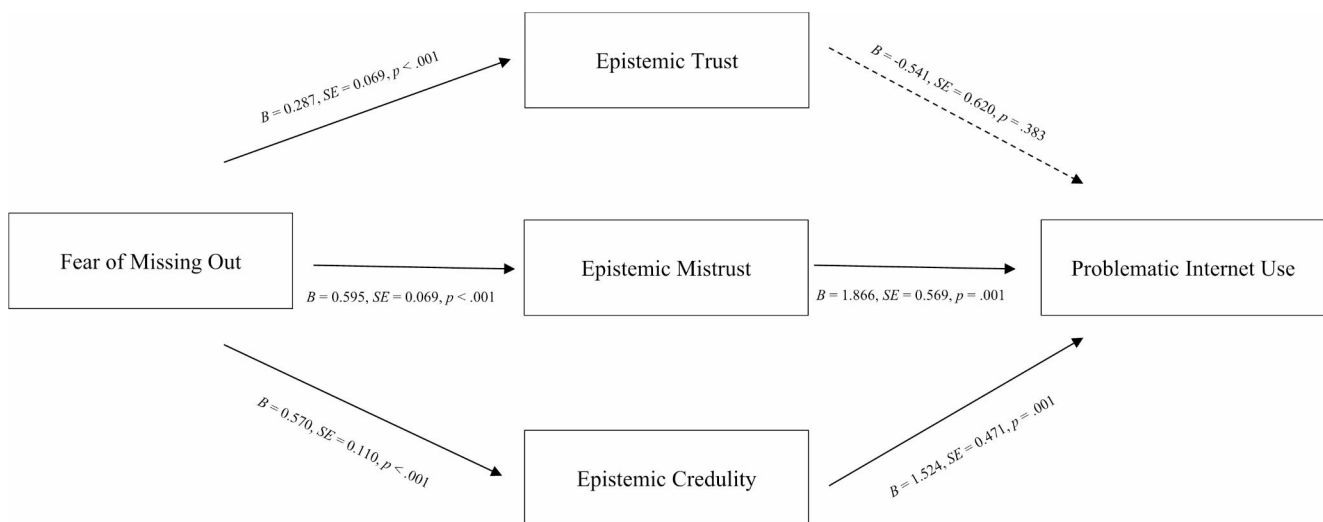 Epistemic Trust
B = 0.287, SE = 0.069, p < .001
B = -0.541, SE = 0.620, p = .383
Fear of Missing Out
Epistemic Mistrust
Problematic Internet Use
B = 0.595, SE = 0.069, p < .001
B = 1.866, SE = 0.569, p = .001
B = 0.570, SE = 0.110, p < .001
Epistemic Credulity
B = 1.524, SE = 0.471, p = .001